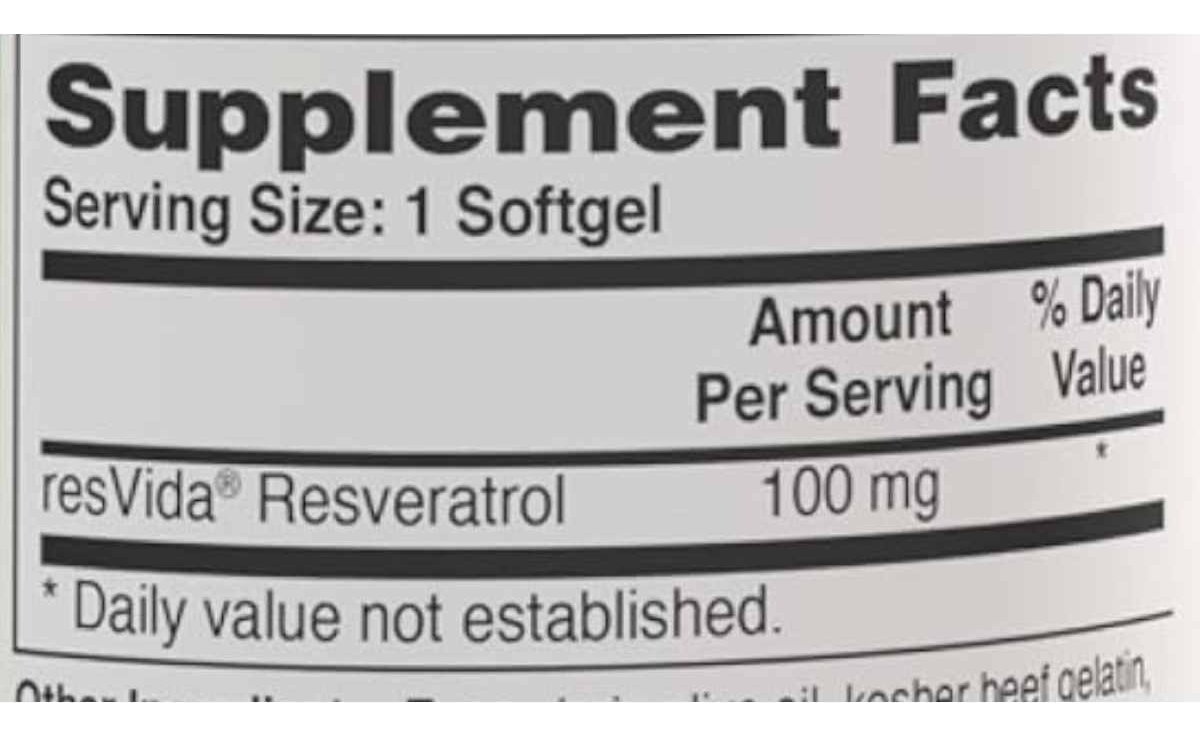 Supplement Facts
Serving Size: 1 Softgel
Amount
Per Serving
% Daily
Value
resVida® Resveratrol 100 mg *
* Daily value not established.
kosher beef gelatin,